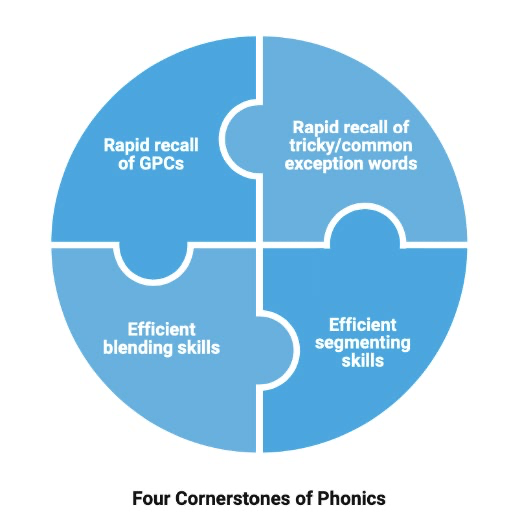 Rapid recall
of GPCs
Rapid recall of
tricky/common
exception words
Efficient
blending skills
Efficient
segmenting
skills
Four Cornerstones of Phonics